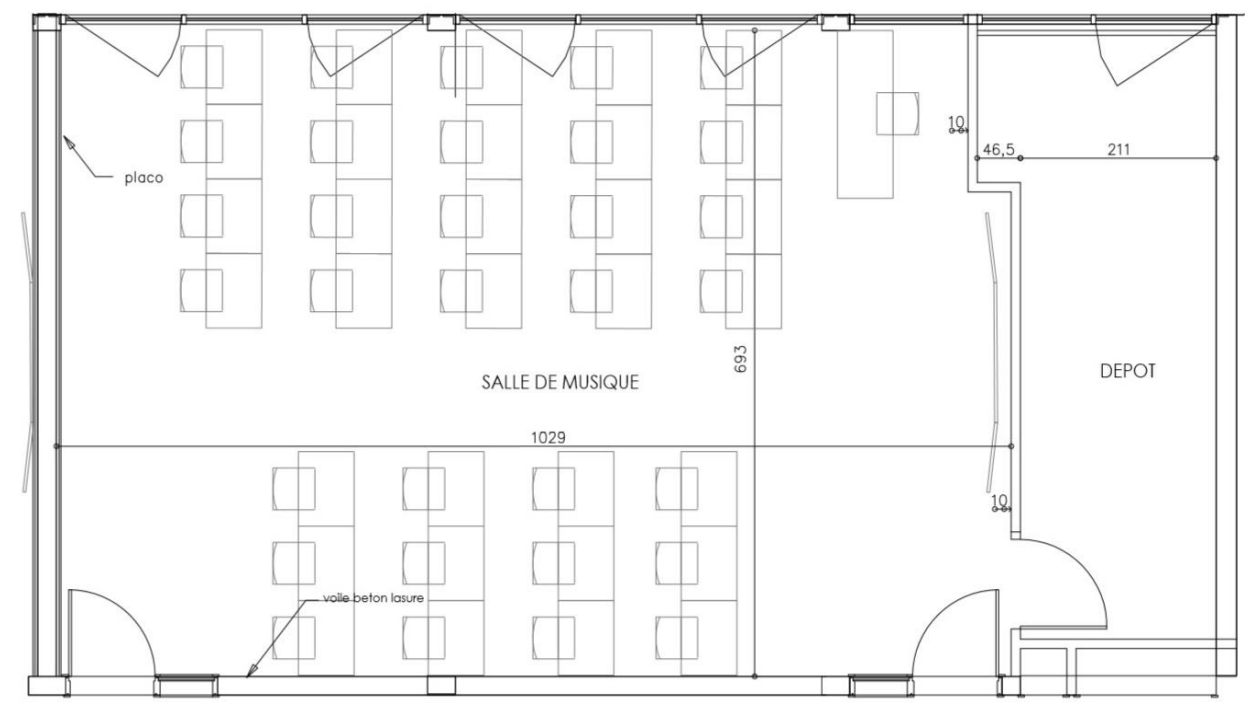 10
46,5
211
placo
693
SALLE DE MUSIQUE
DEPOT
1029
10
voile beton lasure